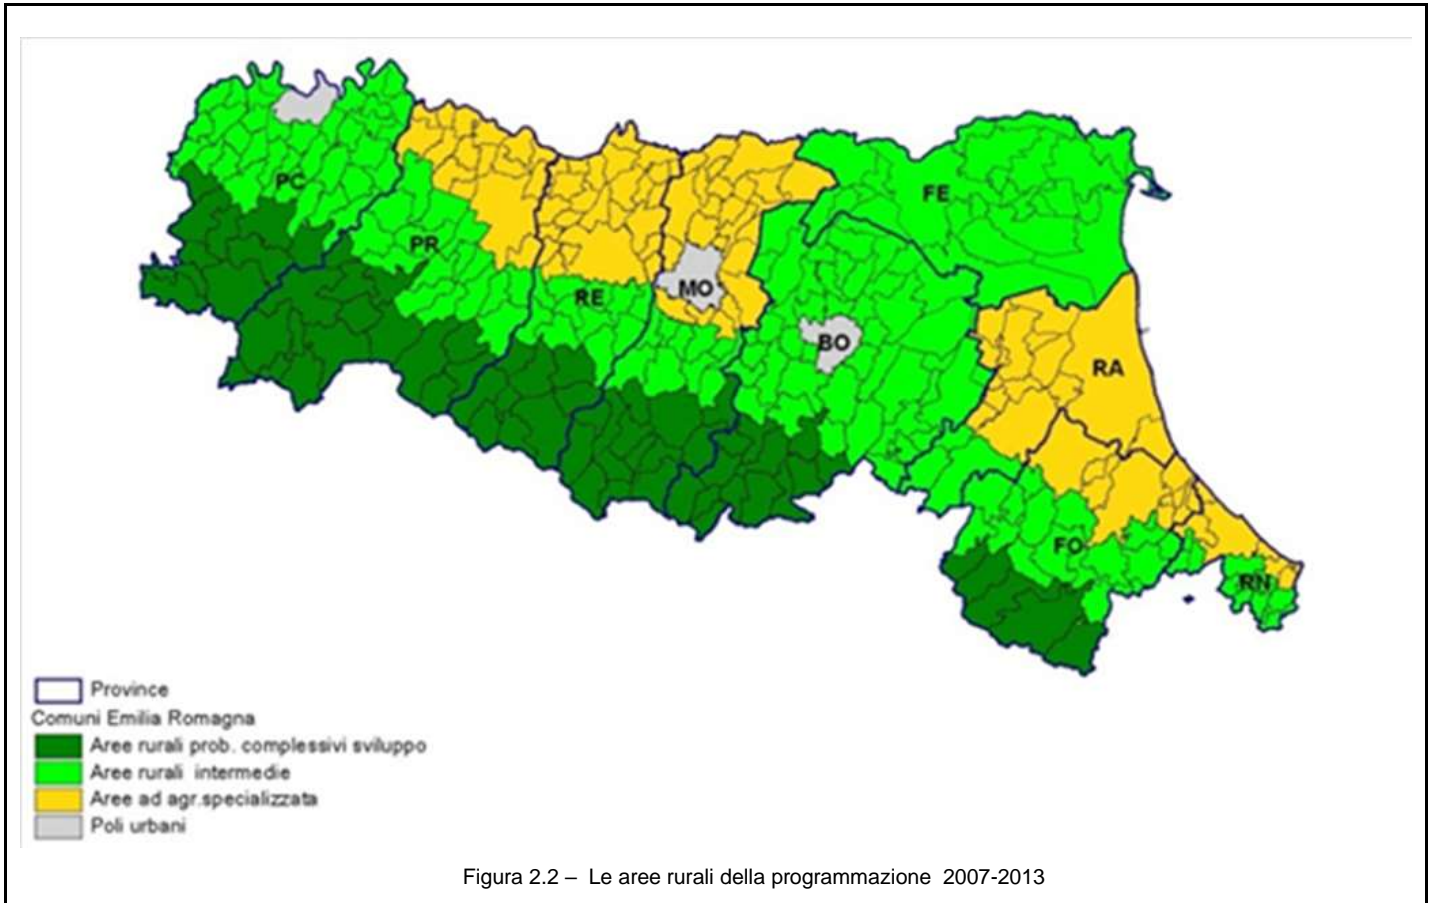 PC
PR
RE
MO
BO
FE
RA
FO
RN
Province
Comuni Emilia Romagna
Aree rurali prob. complessivi sviluppo
Aree rurali intermedie
Aree ad agr.specializzata
Poli urbani
Figura 2.2 – Le aree rurali della programmazione 2007-2013